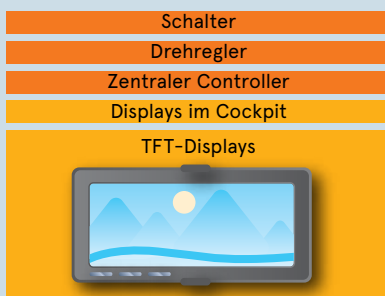 Schalter
Drehregler
Zentraler Controller
Displays im Cockpit
TFT-Displays